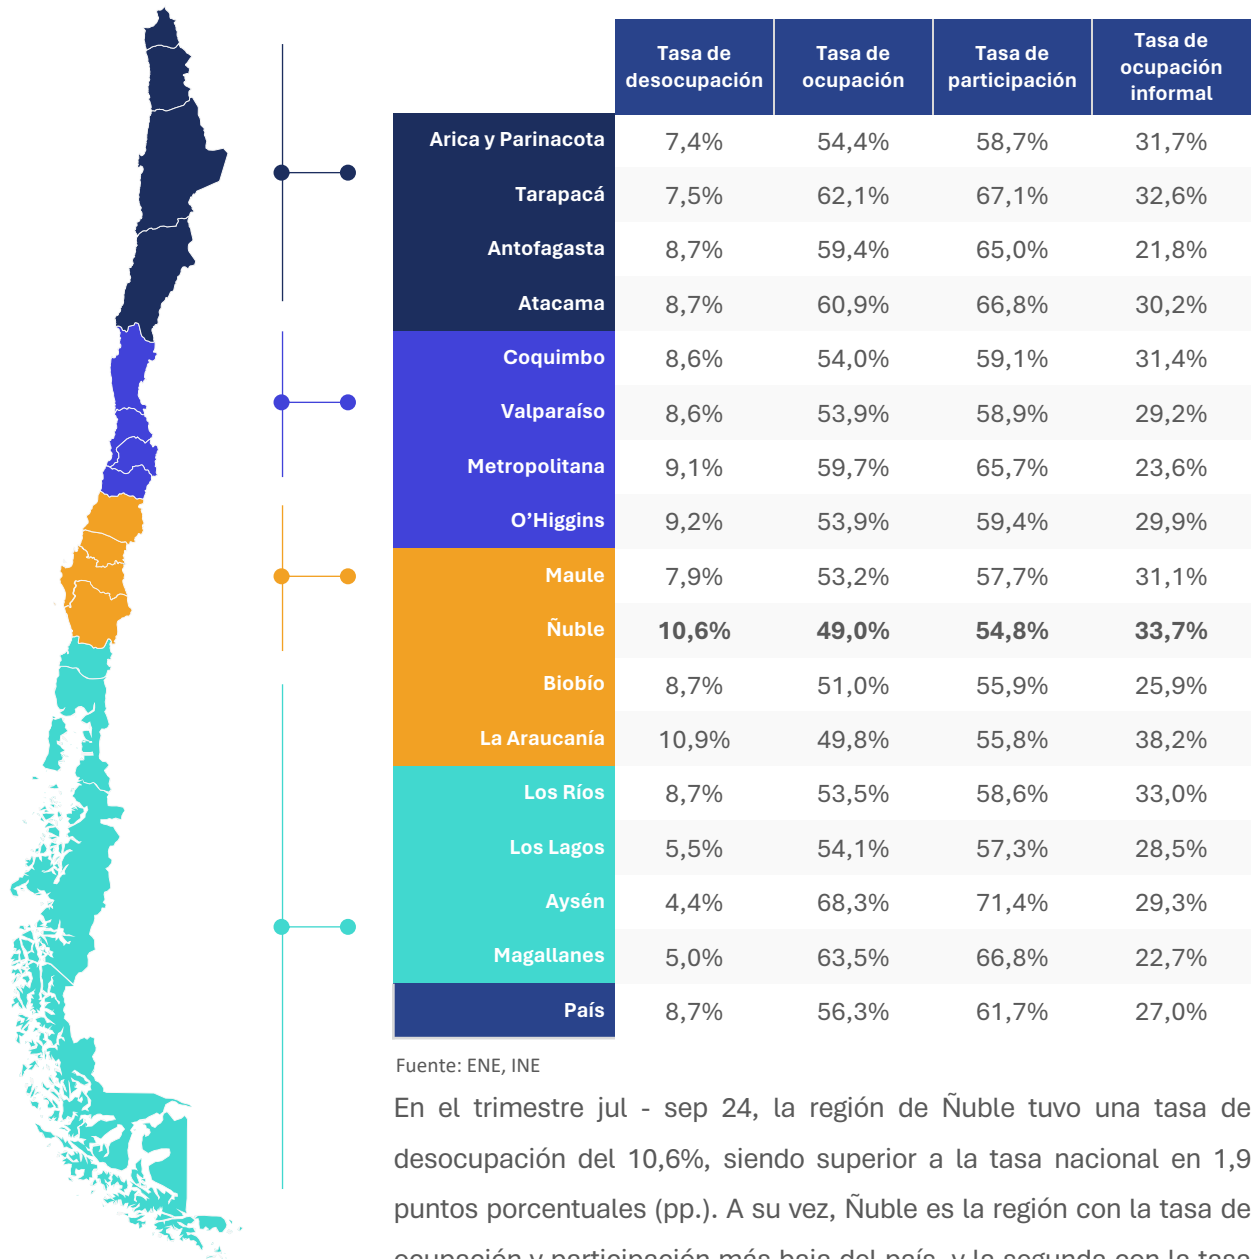 Tasa de desocupación Tasa de ocupación Tasa de participación Tasa de ocupación informal
Arica y Parinacota 7,4% 54,4% 58,7% 31,7%
Tarapacá 7,5% 62,1% 67,1% 32,6%
Antofagasta 8,7% 59,4% 65,0% 21,8%
Atacama 8,7% 60,9% 66,8% 30,2%
Coquimbo 8,6% 54,0% 59,1% 31,4%
Valparaíso 8,6% 53,9% 58,9% 29,2%
Metropolitana 9,1% 59,7% 65,7% 23,6%
O’Higgins 9,2% 53,9% 59,4% 29,9%
Maule 7,9% 53,2% 57,7% 31,1%
Ñuble 10,6% 49,0% 54,8% 33,7%
Biobío 8,7% 51,0% 55,9% 25,9%
La Araucanía 10,9% 49,8% 55,8% 38,2%
Los Ríos 8,7% 53,5% 58,6% 33,0%
Los Lagos 5,5% 54,1% 57,3% 28,5%
Aysén 4,4% 68,3% 71,4% 29,3%
Magallanes 5,0% 63,5% 66,8% 22,7%
País 8,7% 56,3% 61,7% 27,0%
Fuente: ENE, INE
En el trimestre jul - sep 24, la región de Ñuble tuvo una tasa de
desocupación del 10,6%, siendo superior a la tasa nacional en 1,9
puntos porcentuales (pp.). A su vez, Ñuble es la región con la tasa de
ocupación y participación más baja del país, y la segunda con la tasa